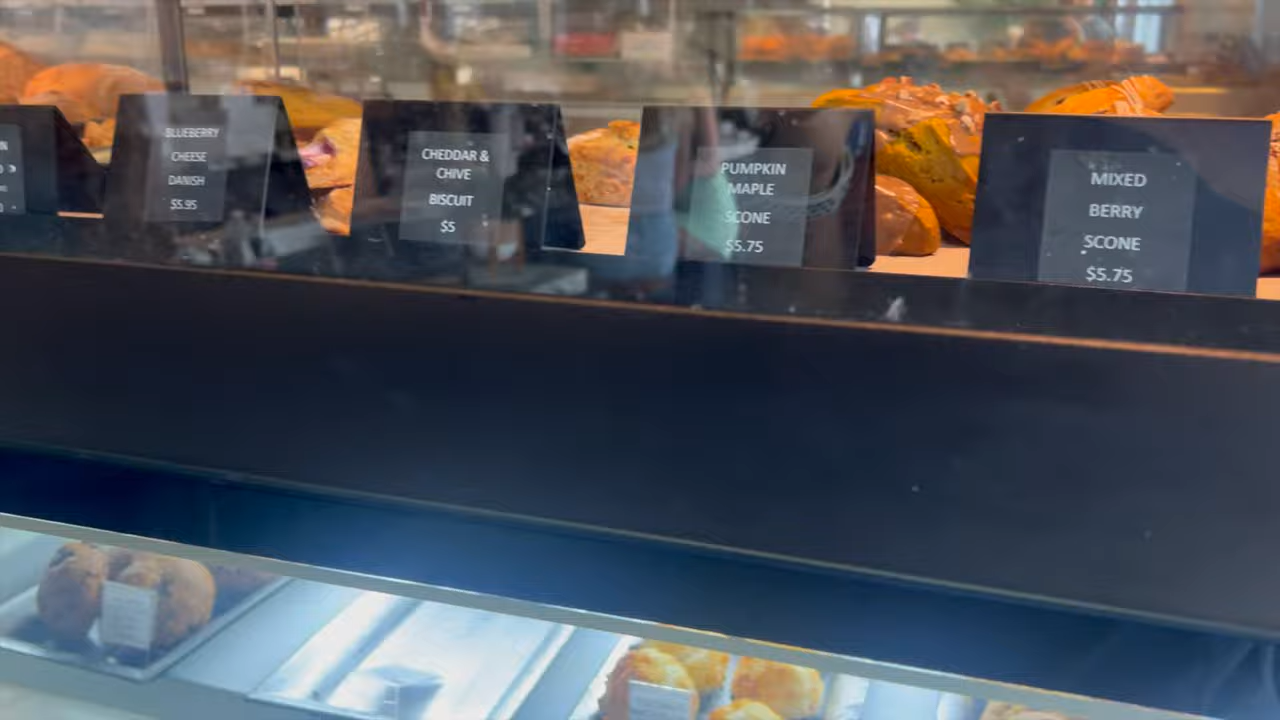 BLUEBERRY
CHEESE
DANISH
$5.95
CHEDDAR &
CHIVE
BISCUIT
$5
PUMPKIN
MAPLE
SCONE
$5.75
MIXED
BERRY
SCONE
$5.75